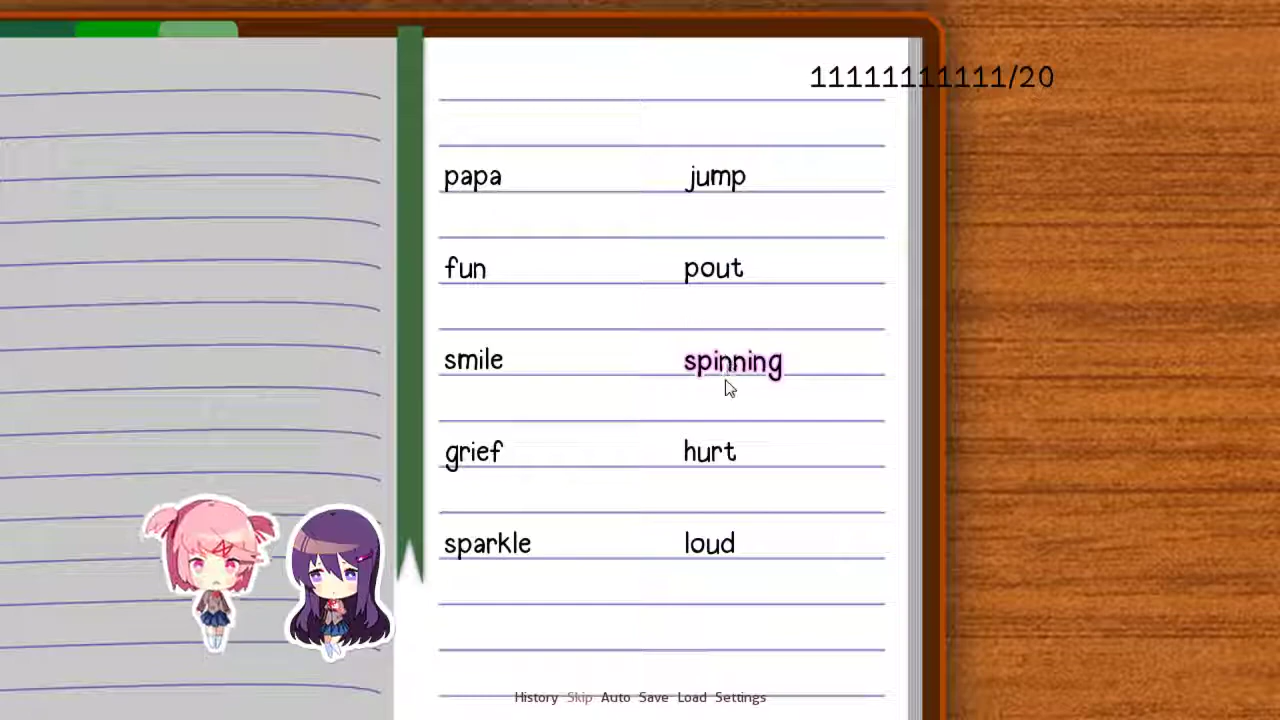 11111111111/20
papa jump
fun pout
smile spinning
grief hurt
sparkle loud
History Skip Auto Save Load Settings